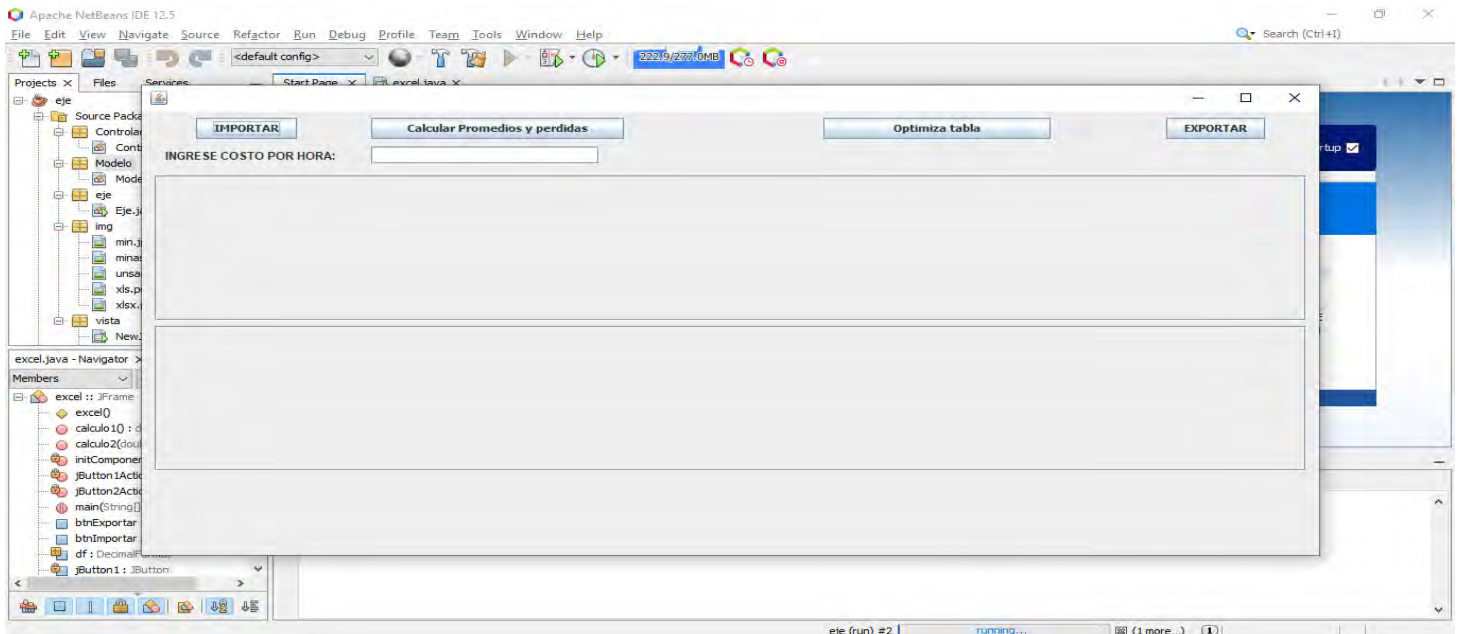 Apache NetBeans IDE 12.5
File Edit View Navigate Source Refactor Run Debug Profile Team Tools Window Help
Search (Ctrl+I)
<default config>
222.9/277.0MB
Projects Files Services
Start Page excel.java
eje
Source Packa
Controla
Cont
Modelo
Mode
eje
Eje.j
img
min.j
minas
unsa
xls.p
xlsx.
vista
New
IMPORTAR Calcular Promedios y perdidas Optimiza tabla EXPORTAR
INGRESE COSTO POR HORA:
rtup
excel.java - Navigator
Members
excel :: JFrame
excel()
calculo1() : d
calculo2(doul
initComponen
jButton1Actio
jButton2Actio
main(String[]
btnExportar
btnImportar
df : DecimalFormat
jButton1 : JButton
eje (run) #2 running... (1 more...) 1